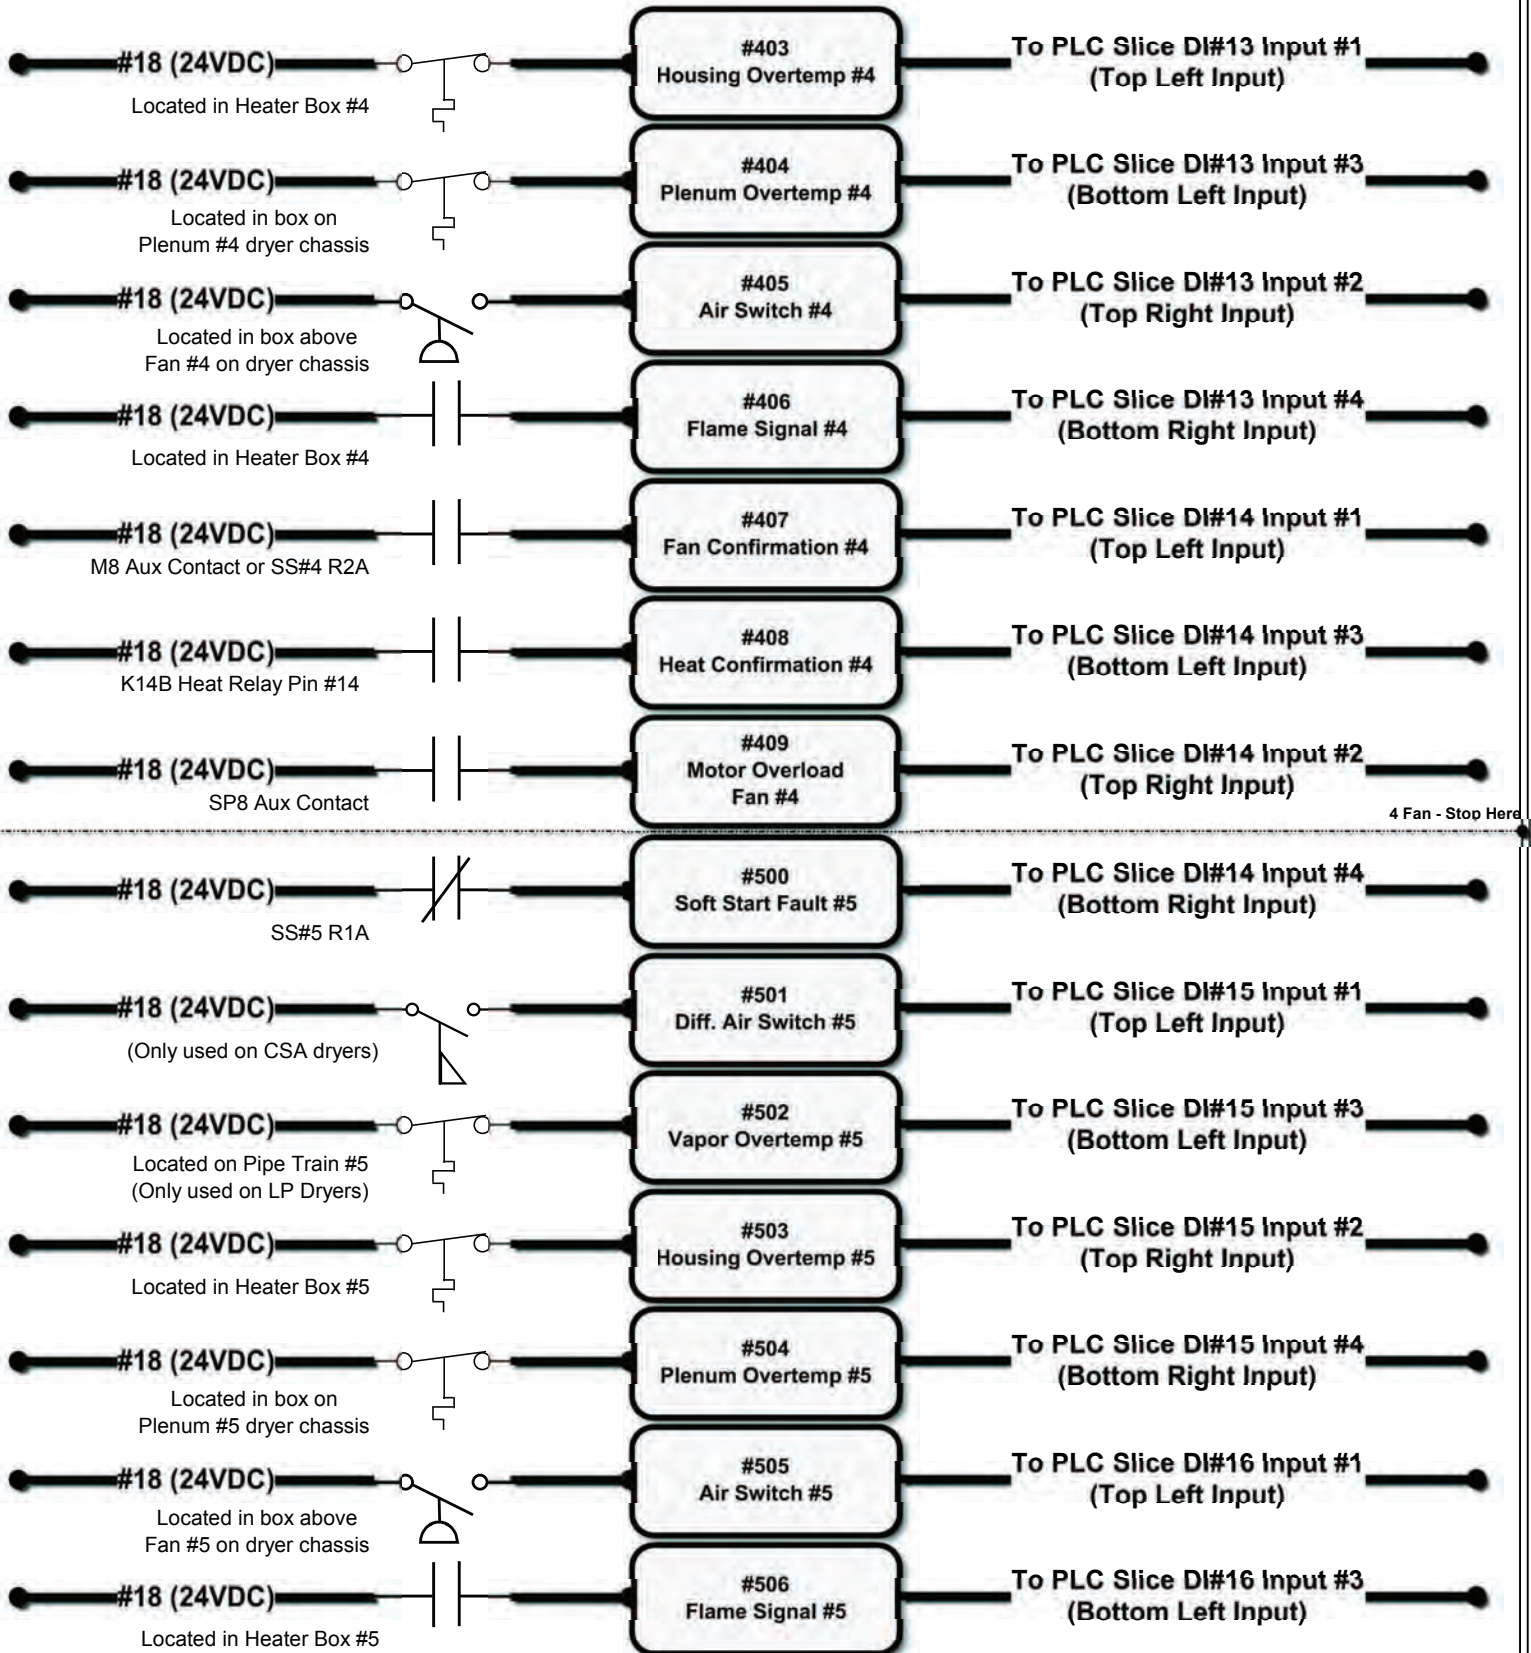 #18 (24VDC)
Located in Heater Box #4
#403
Housing Overtemp #4
To PLC Slice DI#13 Input #1
(Top Left Input)
#18 (24VDC)
Located in box on
Plenum #4 dryer chassis
#404
Plenum Overtemp #4
To PLC Slice DI#13 Input #3
(Bottom Left Input)
#18 (24VDC)
Located in box above
Fan #4 on dryer chassis
#405
Air Switch #4
To PLC Slice DI#13 Input #2
(Top Right Input)
#18 (24VDC)
Located in Heater Box #4
#406
Flame Signal #4
To PLC Slice DI#13 Input #4
(Bottom Right Input)
#18 (24VDC)
M8 Aux Contact or SS#4 R2A
#407
Fan Confirmation #4
To PLC Slice DI#14 Input #1
(Top Left Input)
#18 (24VDC)
K14B Heat Relay Pin #14
#408
Heat Confirmation #4
To PLC Slice DI#14 Input #3
(Bottom Left Input)
#18 (24VDC)
SP8 Aux Contact
#409
Motor Overload
Fan #4
To PLC Slice DI#14 Input #2
(Top Right Input)
4 Fan - Stop Here
#18 (24VDC)
SS#5 R1A
#500
Soft Start Fault #5
To PLC Slice DI#14 Input #4
(Bottom Right Input)
#18 (24VDC)
(Only used on CSA dryers)
#501
Diff. Air Switch #5
To PLC Slice DI#15 Input #1
(Top Left Input)
#18 (24VDC)
Located on Pipe Train #5
(Only used on LP Dryers)
#502
Vapor Overtemp #5
To PLC Slice DI#15 Input #3
(Bottom Left Input)
#18 (24VDC)
Located in Heater Box #5
#503
Housing Overtemp #5
To PLC Slice DI#15 Input #2
(Top Right Input)
#18 (24VDC)
Located in box on
Plenum #5 dryer chassis
#504
Plenum Overtemp #5
To PLC Slice DI#15 Input #4
(Bottom Right Input)
#18 (24VDC)
Located in box above
Fan #5 on dryer chassis
#505
Air Switch #5
To PLC Slice DI#16 Input #1
(Top Left Input)
#18 (24VDC)
Located in Heater Box #5
#506
Flame Signal #5
To PLC Slice DI#16 Input #3
(Bottom Left Input)